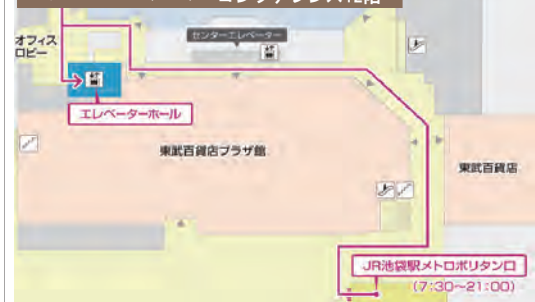 センターエレベーター
オフィス
ロビー
エレベーターホール
東武百貨店プラザ館
東武百貨店
JR池袋駅メトロポリタン口
(7:30~21:00)